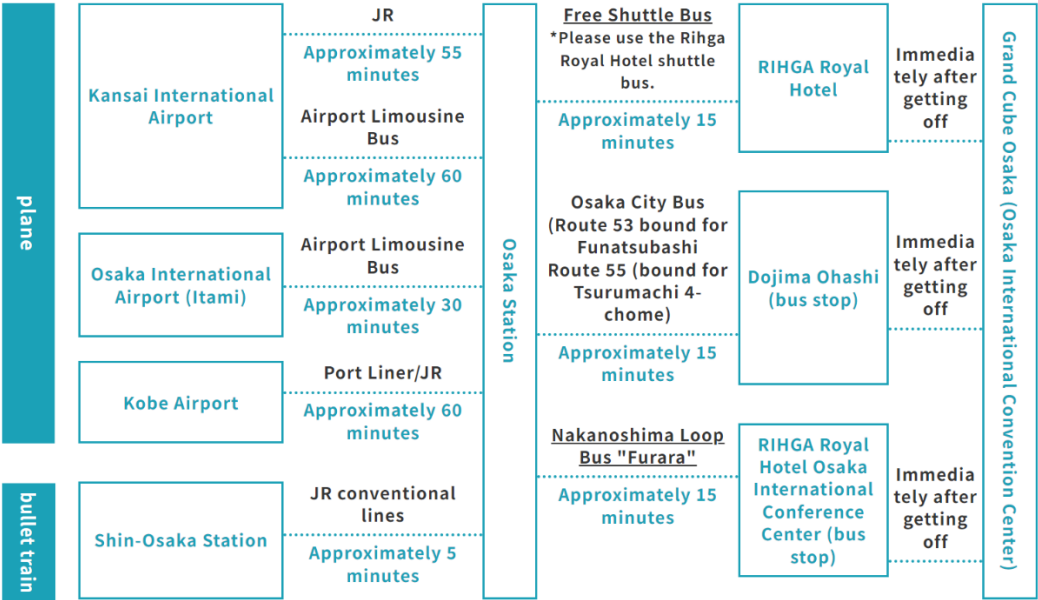 plane
Kansai International
Airport
JR
Approximately 55
minutes
Airport Limousine
Bus
Approximately 60
minutes
Osaka International
Airport (Itami)
Airport Limousine
Bus
Approximately 30
minutes
Kobe Airport
Port Liner/JR
Approximately 60
minutes
bullet train
Shin-Osaka Station
JR conventional
lines
Approximately 5
minutes
Osaka Station
Free Shuttle Bus
*Please use the Rihga
Royal Hotel shuttle
bus.
Approximately 15
minutes
RIHGA Royal
Hotel
Immedia
tely after
getting
off
Osaka City Bus
(Route 53 bound for
Funatsubashi
Route 55 (bound for
Tsurumachi 4-
chome)
Approximately 15
minutes
Dojima Ohashi
(bus stop)
Immedia
tely after
getting
off
Nakanoshima Loop
Bus "Furara"
Approximately 15
minutes
RIHGA Royal
Hotel Osaka
International
Conference
Center (bus
stop)
Immedia
tely after
getting
off
Grand Cube Osaka (Osaka International Convention Center)